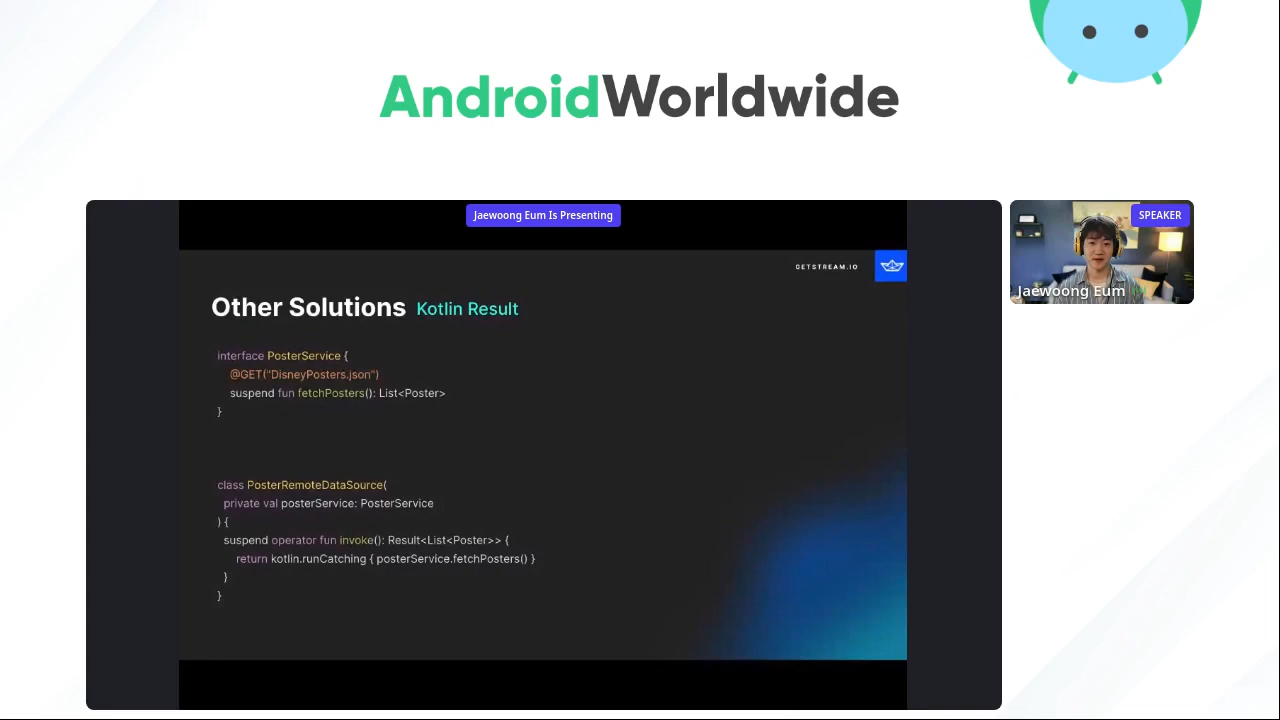 AndroidWorldwide
Jaewoong Eum Is Presenting
SPEAKER
Jaewoong Eum
GETSTREAM.IO
Other Solutions Kotlin Result
interface PosterService {
@GET("DisneyPosters.json")
suspend fun fetchPosters(): List<Poster>
}
class PosterRemoteDataSource(
private val posterService: PosterService
) {
suspend operator fun invoke(): Result<List<Poster>> {
return kotlin.runCatching { posterService.fetchPosters() }
}
}